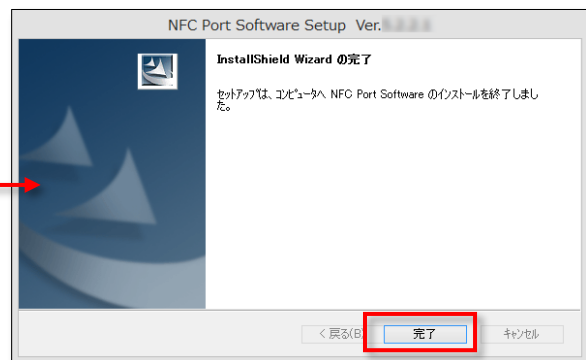 NFC Port Software Setup Ver.
InstallShield Wizard の完了
セットアップは、コンピュータへ NFC Port Software のインストールを終了しまし
た。
< 戻る(B)
完了
キャンセル